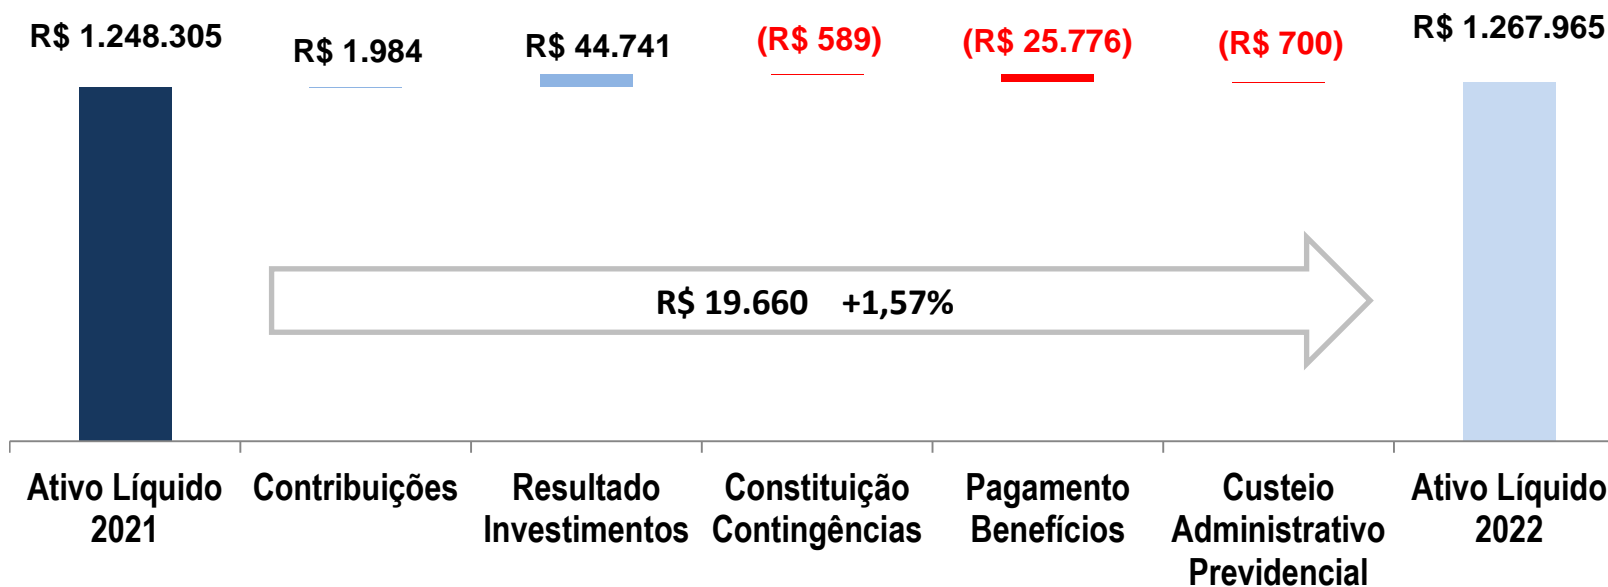 R$ 1.248.305
R$ 1.984
R$ 44.741
(R$ 589)
(R$ 25.776)
(R$ 700)
R$ 1.267.965
R$ 19.660 +1,57%
Ativo Líquido
2021
Contribuições
Resultado
Investimentos
Constituição
Contingências
Pagamento
Benefícios
Custeio
Administrativo
Previdencial
Ativo Líquido
2022